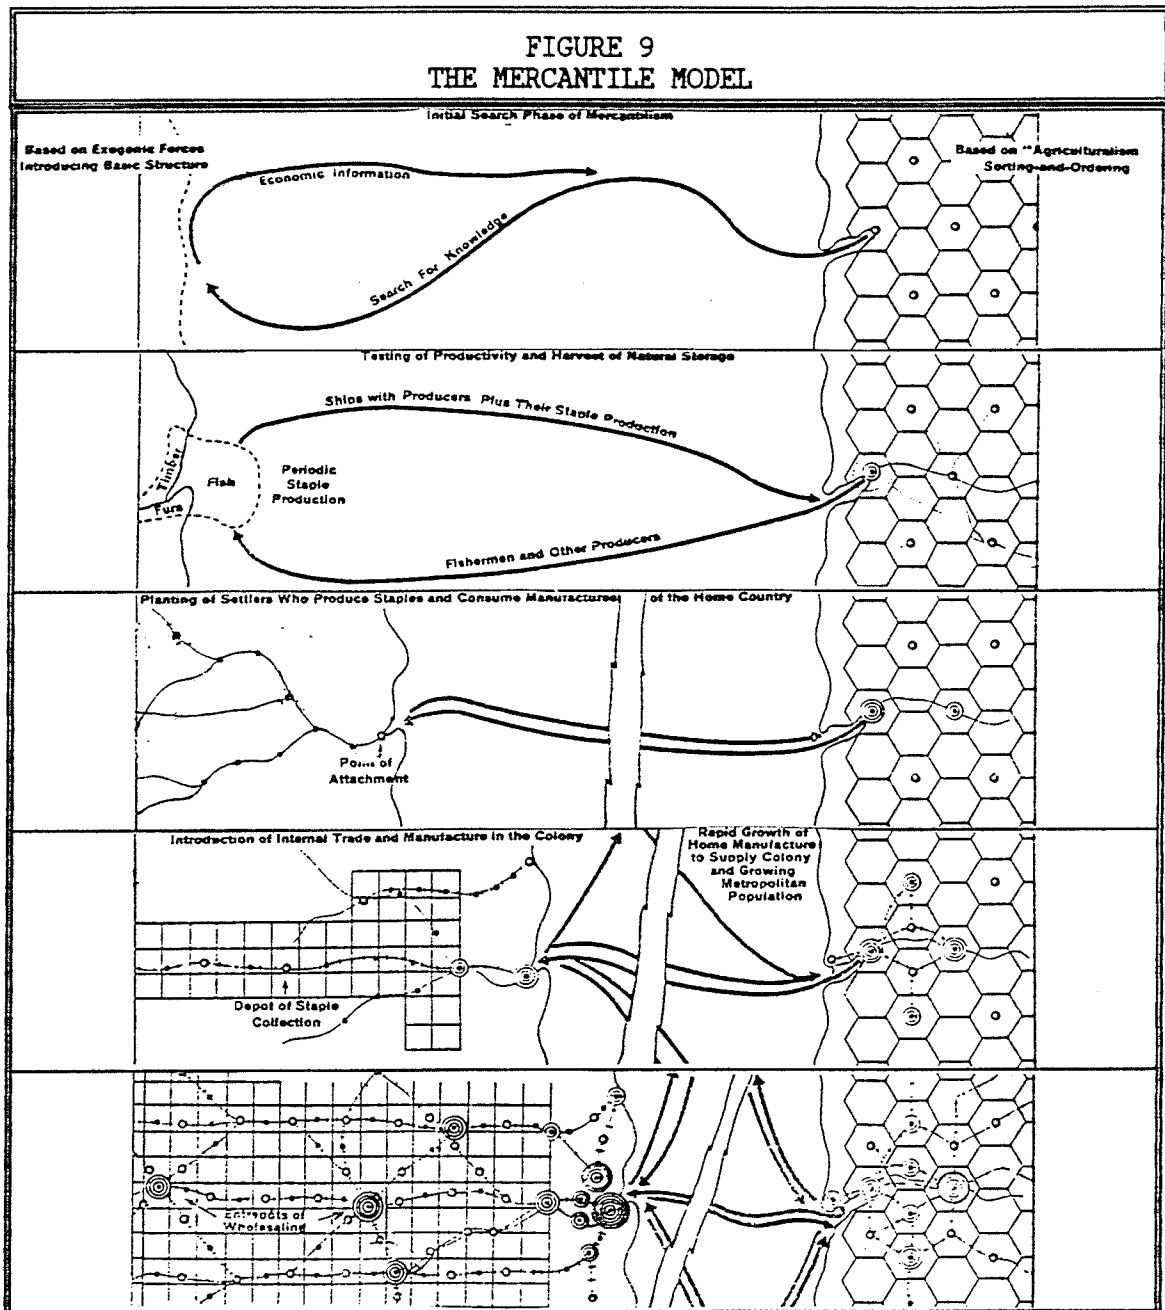 FIGURE 9
THE MERCANTILE MODEL
Initial Search Phase of Mercantilism
Based on Exogenic Forces
Introducing Basic Structure
Based on "Agriculturalism
Sorting-and-Ordering
Economic Information
Search For Knowledge
Testing of Productivity and Harvest of Natural Storage
Ships with Producers Plus Their Staple Production
Timber
Fish
Furs
Periodic
Staple
Production
Fishermen and Other Producers
Planting of Settlers Who Produce Staples and Consume Manufactures of the Home Country
Point of
Attachment
Introduction of Internal Trade and Manufacture in the Colony
Rapid Growth of
Home Manufacture
to Supply Colony
and Growing
Metropolitan
Population
Depot of Staple
Collection
Entrepots of
Wholesaling